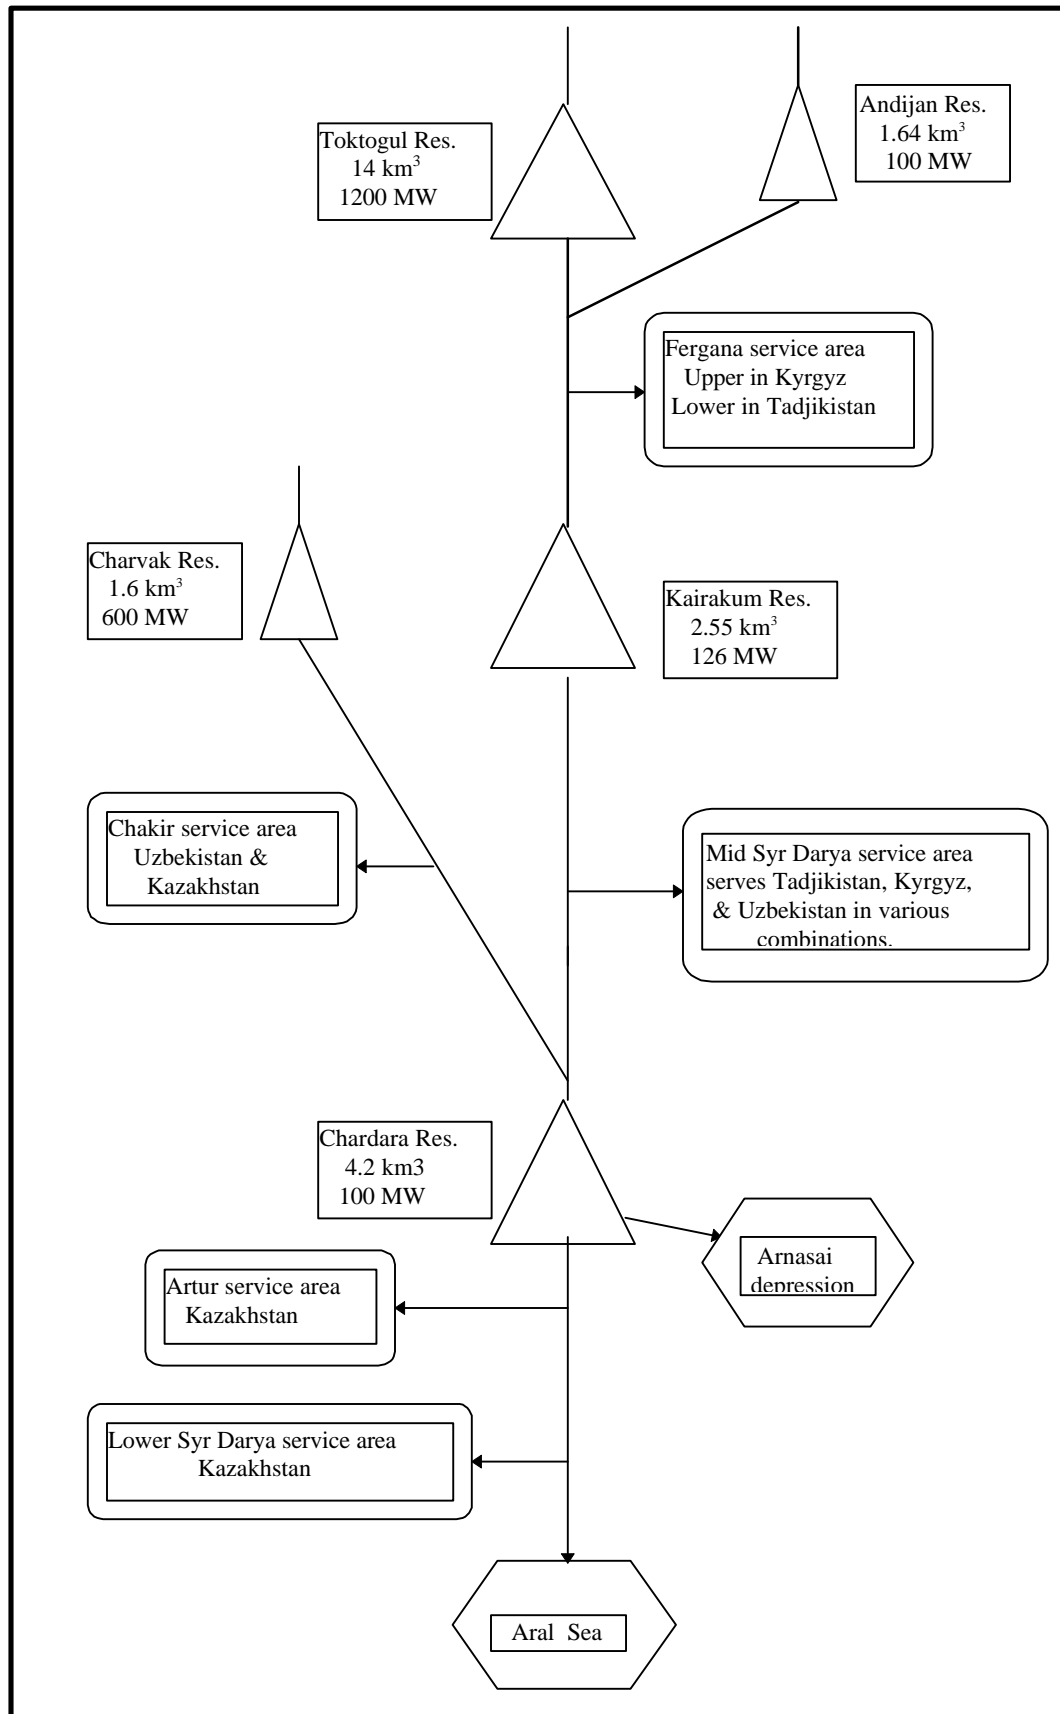 Toktogul Res.
14 km³
1200 MW
Andijan Res.
1.64 km³
100 MW
Fergana service area
Upper in Kyrgyz
Lower in Tadjikistan
Charvak Res.
1.6 km³
600 MW
Kairakum Res.
2.55 km³
126 MW
Chakir service area
Uzbekistan &
Kazakhstan
Mid Syr Darya service area
serves Tadjikistan, Kyrgyz,
& Uzbekistan in various
combinations.
Chardara Res.
4.2 km3
100 MW
Arnasai
depression
Artur service area
Kazakhstan
Lower Syr Darya service area
Kazakhstan
Aral Sea